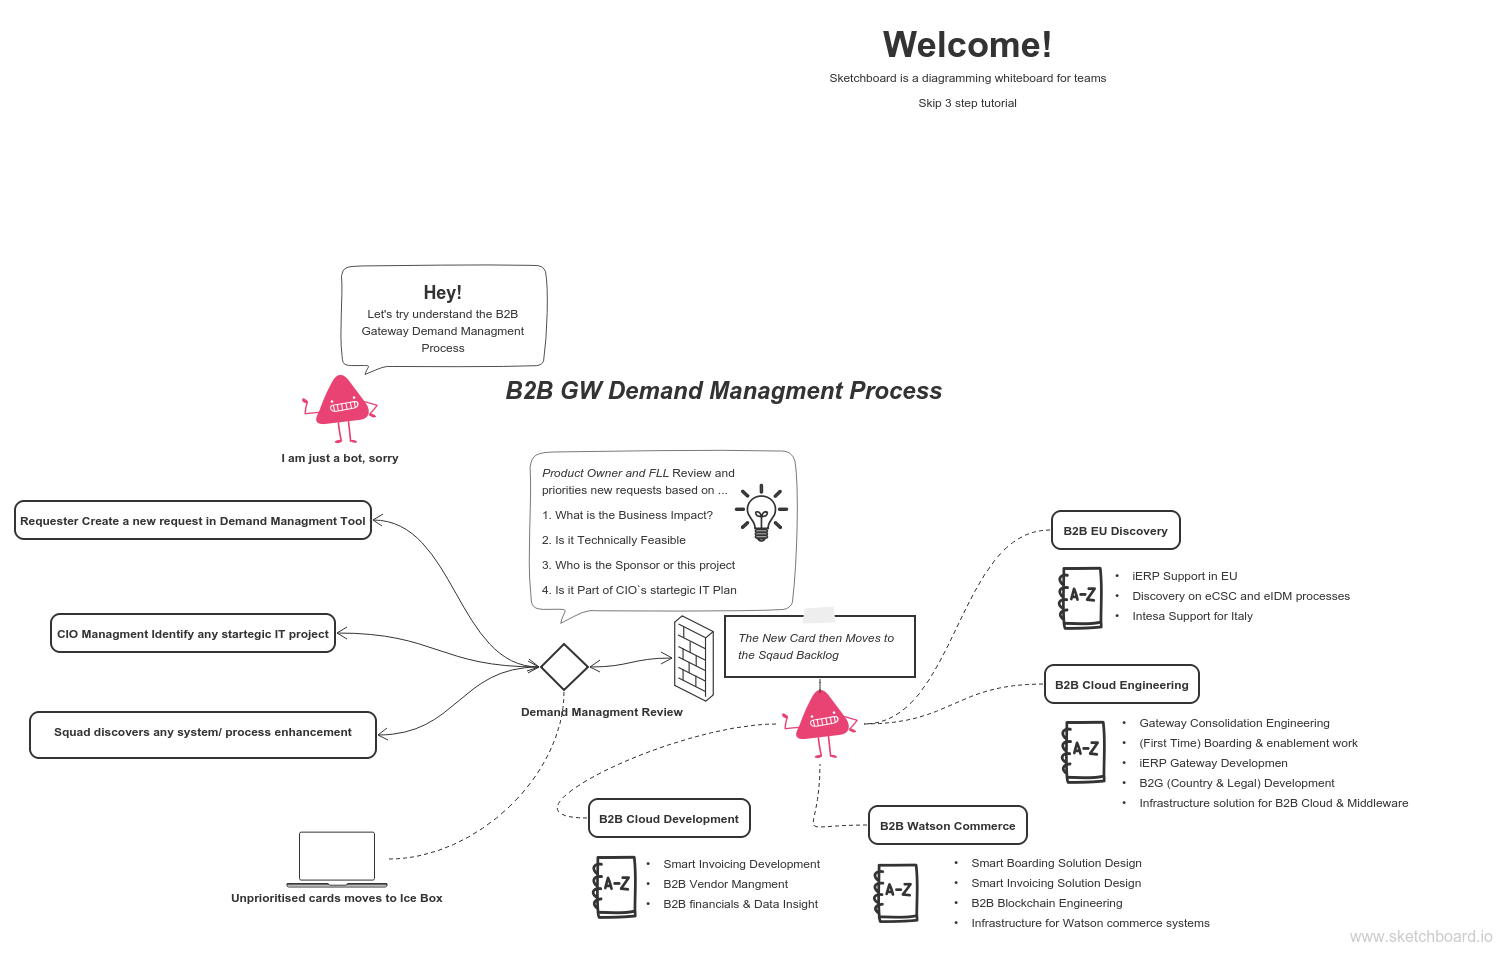 Welcome!
Sketchboard is a diagramming whiteboard for teams
Skip 3 step tutorial
Hey!
Let's try understand the B2B
Gateway Demand Managment
Process
B2B GW Demand Managment Process
I am just a bot, sorry
Product Owner and FLL Review and
priorities new requests based on ...
1. What is the Business Impact?
2. Is it Technically Feasible
3. Who is the Sponsor or this project
4. Is it Part of CIO`s startegic IT Plan
Requester Create a new request in Demand Managment Tool
CIO Managment Identify any startegic IT project
Squad discovers any system/ process enhancement
Demand Managment Review
The New Card then Moves to
the Sqaud Backlog
Unprioritised cards moves to Ice Box
B2B EU Discovery
A-Z
• iERP Support in EU
• Discovery on eCSC and eIDM processes
• Intesa Support for Italy
B2B Cloud Engineering
A-Z
• Gateway Consolidation Engineering
• (First Time) Boarding & enablement work
• iERP Gateway Developmen
• B2G (Country & Legal) Development
• Infrastructure solution for B2B Cloud & Middleware
B2B Cloud Development
A-Z
• Smart Invoicing Development
• B2B Vendor Managment
• B2B financials & Data Insight
B2B Watson Commerce
A-Z
• Smart Boarding Solution Design
• Smart Invoicing Solution Design
• B2B Blockchain Engineering
• Infrastructure for Watson commerce systems
www.sketchboard.io